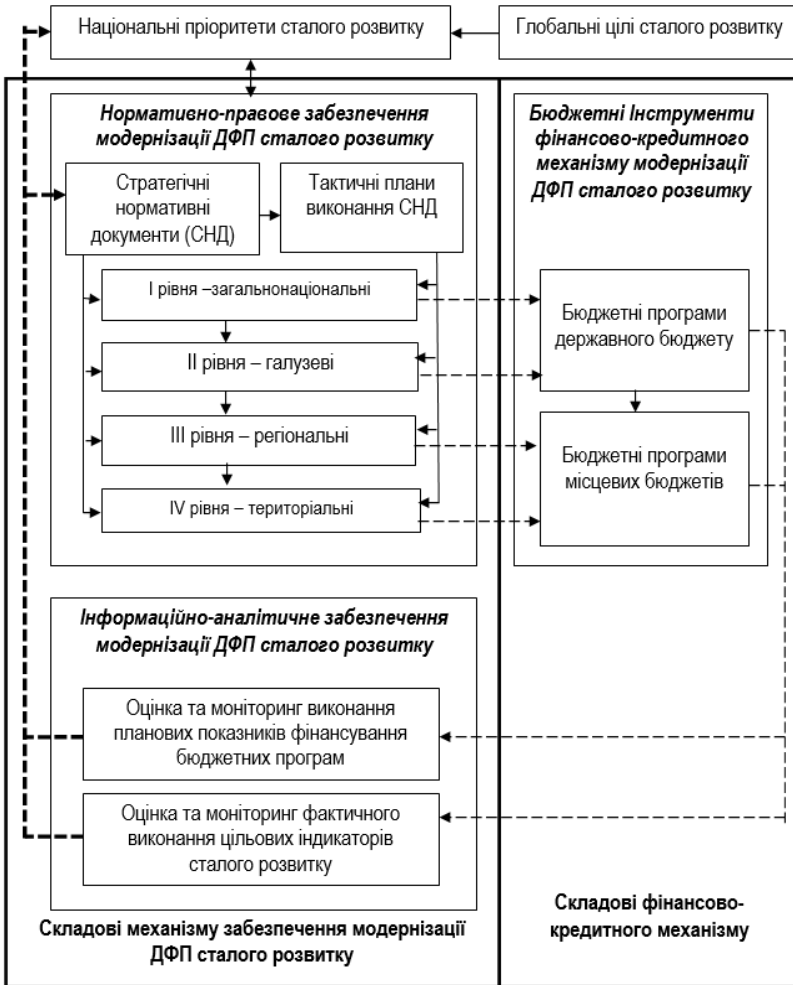 Національні пріоритети сталого розвитку
Глобальні цілі сталого розвитку
Нормативно-правове забезпечення
модернізації ДФП сталого розвитку
Стратегічні
нормативні
документи (СНД)
Тактичні плани
виконання СНД
І рівня –загальнонаціональні
ІІ рівня – галузеві
ІІІ рівня – регіональні
IV рівня – територіальні
Бюджетні Інструменти
фінансово-кредитного
механізму модернізації
ДФП сталого розвитку
Бюджетні програми
державного бюджету
Бюджетні програми
місцевих бюджетів
Інформаційно-аналітичне забезпечення
модернізації ДФП сталого розвитку
Оцінка та моніторинг виконання
планових показників фінансування
бюджетних програм
Оцінка та моніторинг фактичного
виконання цільових індикаторів
сталого розвитку
Складові механізму забезпечення модернізації
ДФП сталого розвитку
Складові фінансово-
кредитного механізму